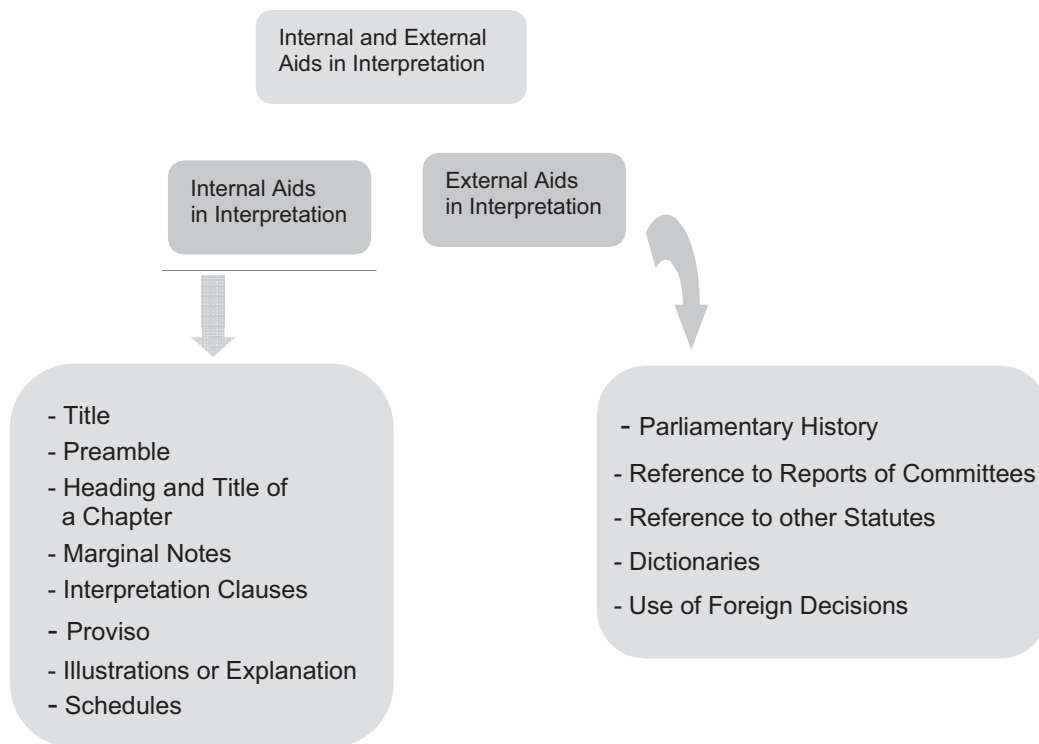 Internal and External
Aids in Interpretation
Internal Aids
in Interpretation
External Aids
in Interpretation
- Title
- Preamble
- Heading and Title of
a Chapter
- Marginal Notes
- Interpretation Clauses
- Proviso
- Illustrations or Explanation
- Schedules
- Parliamentary History
- Reference to Reports of Committees
- Reference to other Statutes
- Dictionaries
- Use of Foreign Decisions